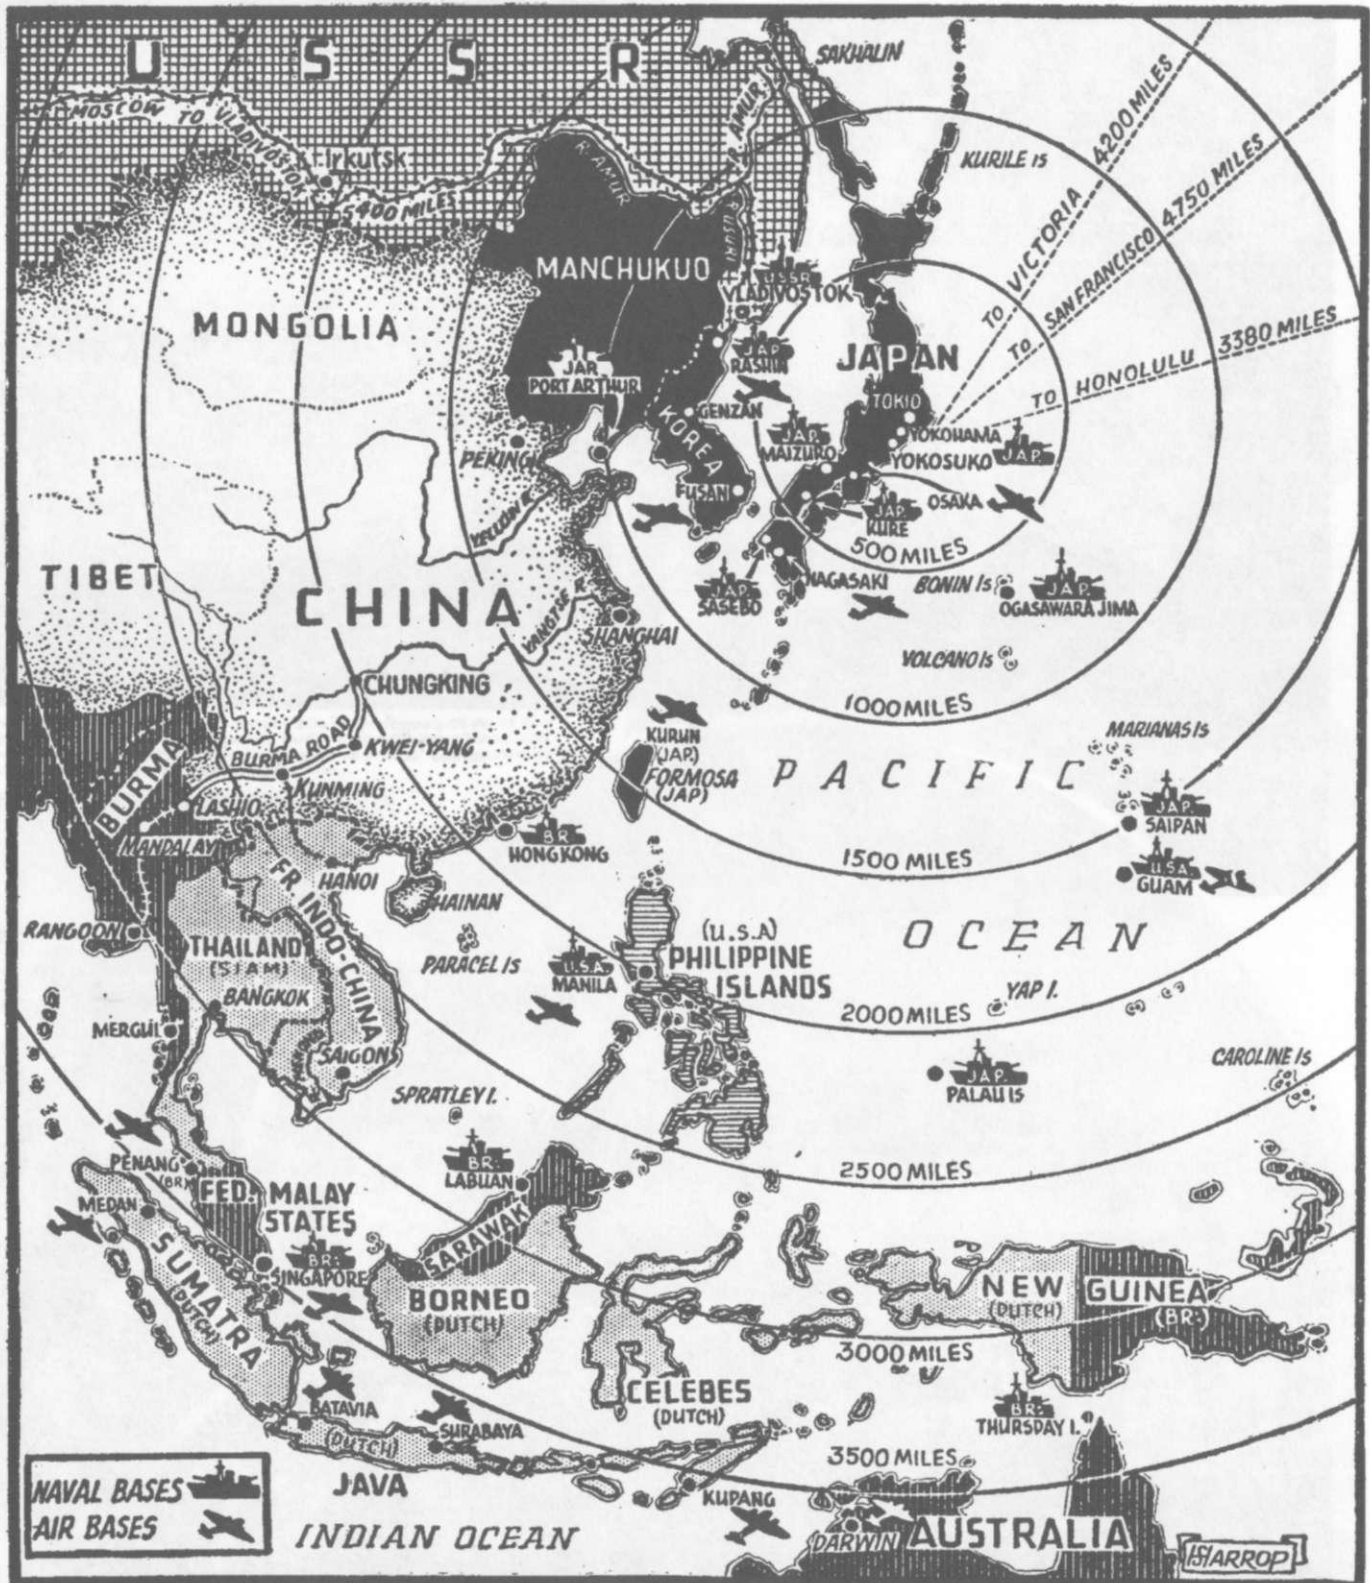 U S S R
SAKHALIN
MOSCOW TO VLADIVOSTOK
5400 MILES
Irkutsk
R. AMUR
R. AMUR
KURILE IS
TO VICTORIA 4200 MILES
TO SAN FRANCISCO 4750 MILES
TO HONOLULU 3380 MILES
MANCHUKUO
U.S.S.R.
VLADIVOSTOK
MONGOLIA
JAP.
PORT ARTHUR
JAP.
RASHIN
JAPAN
TOKIO
GENZAN
KOREA
JAP.
MAIZURO
YOKOHAMA
YOKOSUKO
J.A.P.
PEKING
FUSAN
OSAKA
JAP.
KURE
YELLOW R.
500 MILES
TIBET
CHINA
YANGTSE R.
SHANGHAI
JAP.
SASEBO
NAGASAKI
BONIN IS
JAP.
OGASAWARA JIMA
VOLCANO IS
CHUNGKING
1000 MILES
KURUN
(JAP.)
FORMOSA
(JAP)
MARIANAS IS
BURMA ROAD
KWEI-YANG
KUNMING
BURMA
LASHIO
MANDALAY
PACIFIC
JAP.
SAIPAN
BR.
HONG KONG
1500 MILES
U.S.A.
GUAM
HANOI
HAINAN
FR INDO-CHINA
RANGOON
THAILAND
(SIAM)
PARACEL IS
U.S.A.
MANILA
(U.S.A)
PHILIPPINE
ISLANDS
OCEAN
BANGKOK
YAP I.
2000 MILES
MERGUI
SAIGON
CAROLINE IS
JAP.
PALAU IS
SPRATLEY I.
2500 MILES
BR.
LABUAN
PENANG
(BR)
FED. MALAY
STATES
MEDAN
SARAWAK
SUMATRA
(DUTCH)
BR.
SINGAPORE
BORNEO
(DUTCH)
NEW GUINEA
(DUTCH)
(BR.)
3000 MILES
CELEBES
(DUTCH)
BR.
THURSDAY I.
BATAVIA
SURABAYA
(DUTCH)
JAVA
3500 MILES
KUPANG
DARWIN
AUSTRALIA
NAVAL BASES
AIR BASES
INDIAN OCEAN
HARROP